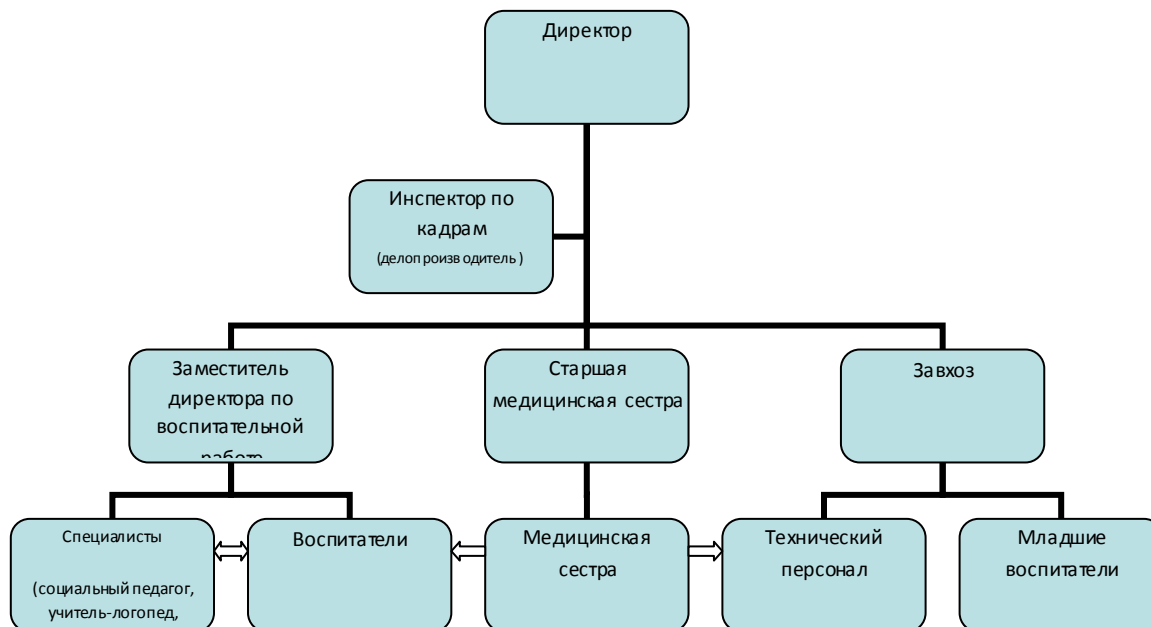 Директор
Инспектор по
кадрам
(делопроизводитель )
Заместитель
директора по
воспитательной
работе
Старшая
медицинская сестра
Завхоз
Специалисты
(социальный педагог,
учитель-логопед,
Воспитатели
Медицинская
сестра
Технический
персонал
Младшие
воспитатели